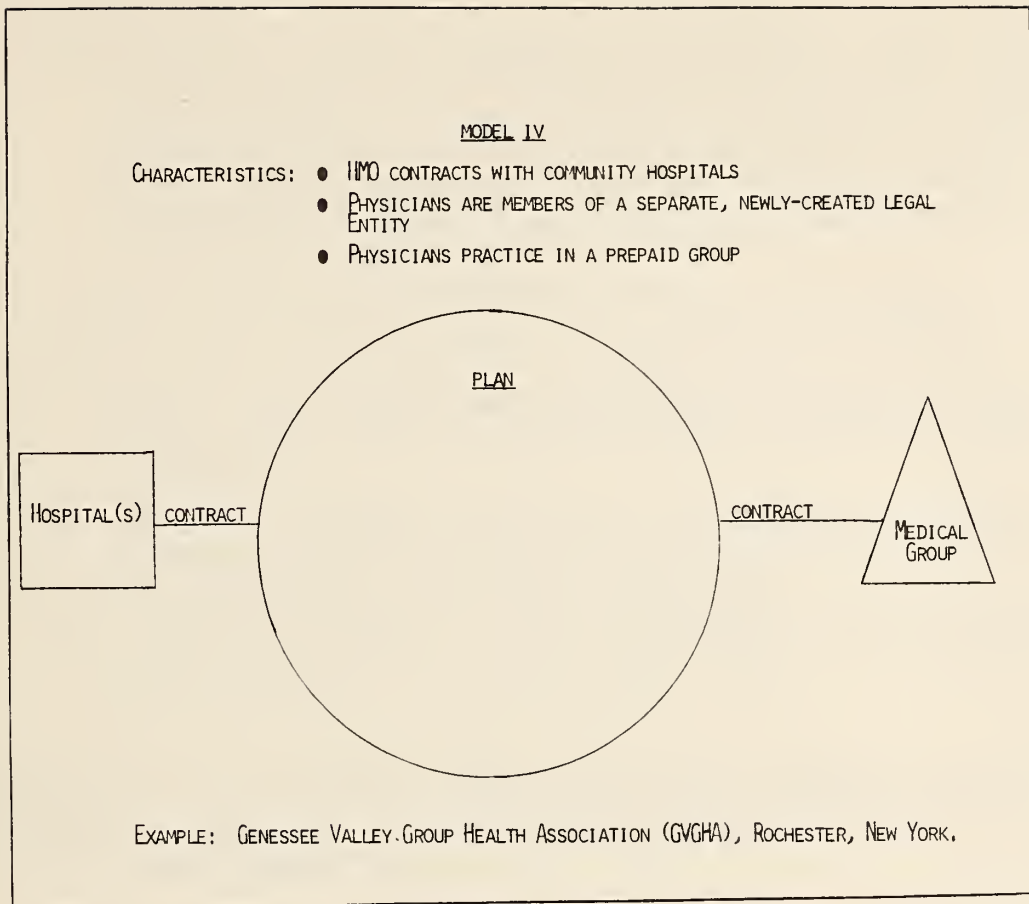 MODEL IV
CHARACTERISTICS: ● HMO CONTRACTS WITH COMMUNITY HOSPITALS
● PHYSICIANS ARE MEMBERS OF A SEPARATE, NEWLY-CREATED LEGAL
ENTITY
● PHYSICIANS PRACTICE IN A PREPAID GROUP
PLAN
HOSPITAL(S)
CONTRACT
CONTRACT
MEDICAL
GROUP
EXAMPLE: GENESSEE VALLEY GROUP HEALTH ASSOCIATION (GVGHA), ROCHESTER, NEW YORK.